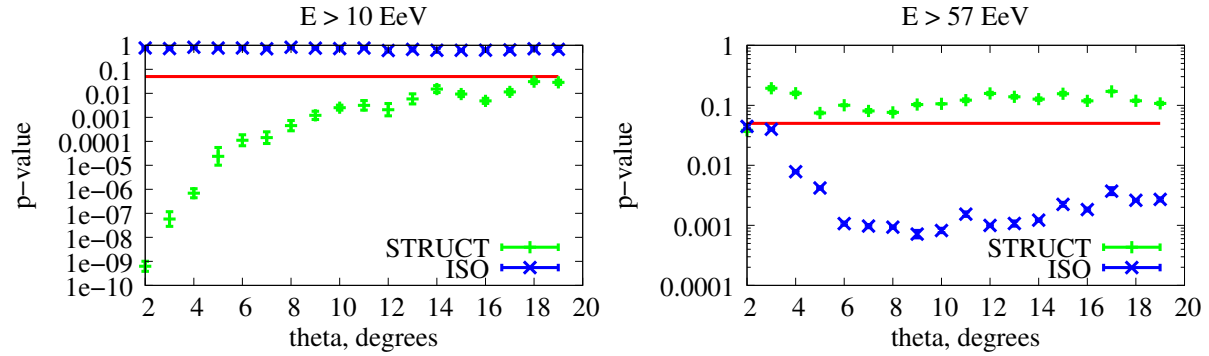 E > 10 EeV
1
0.1
0.01
0.001
0.0001
1e−05
1e−06
1e−07
1e−08
1e−09
1e−10
p−value
STRUCT
ISO
2 4 6 8 10 12 14 16 18 20
theta, degrees
E > 57 EeV
1
0.1
0.01
0.001
0.0001
p−value
STRUCT
ISO
2 4 6 8 10 12 14 16 18 20
theta, degrees